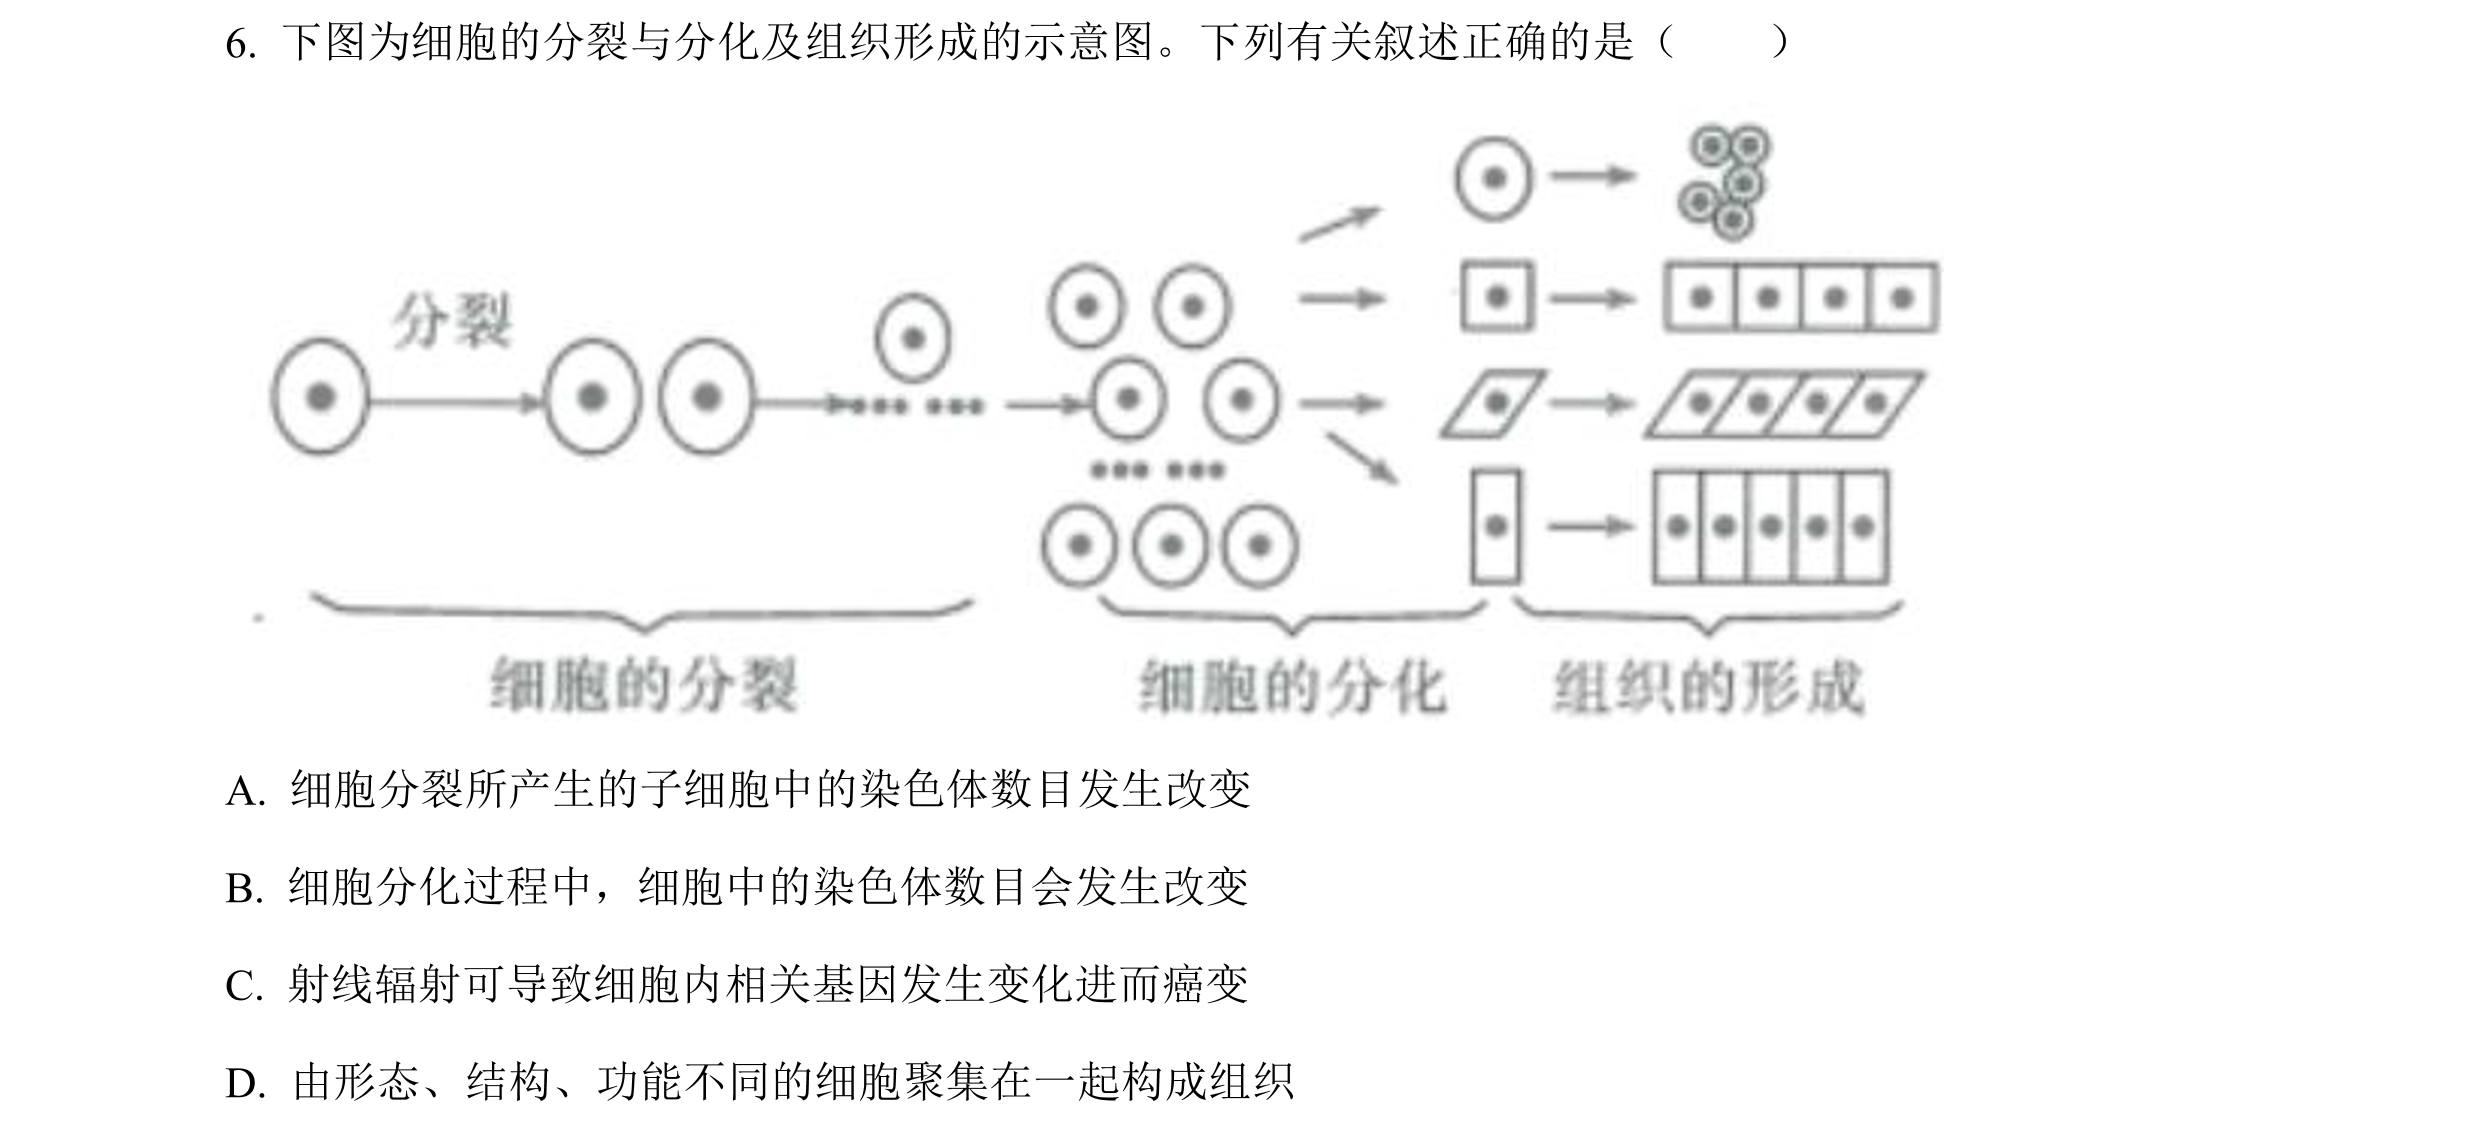 6. 下图为细胞的分裂与分化及组织形成的示意图。下列有关叙述正确的是（　　）
分裂
细胞的分裂
细胞的分化
组织的形成
A. 细胞分裂所产生的子细胞中的染色体数目发生改变
B. 细胞分化过程中，细胞中的染色体数目会发生改变
C. 射线辐射可导致细胞内相关基因发生变化进而癌变
D. 由形态、结构、功能不同的细胞聚集在一起构成组织